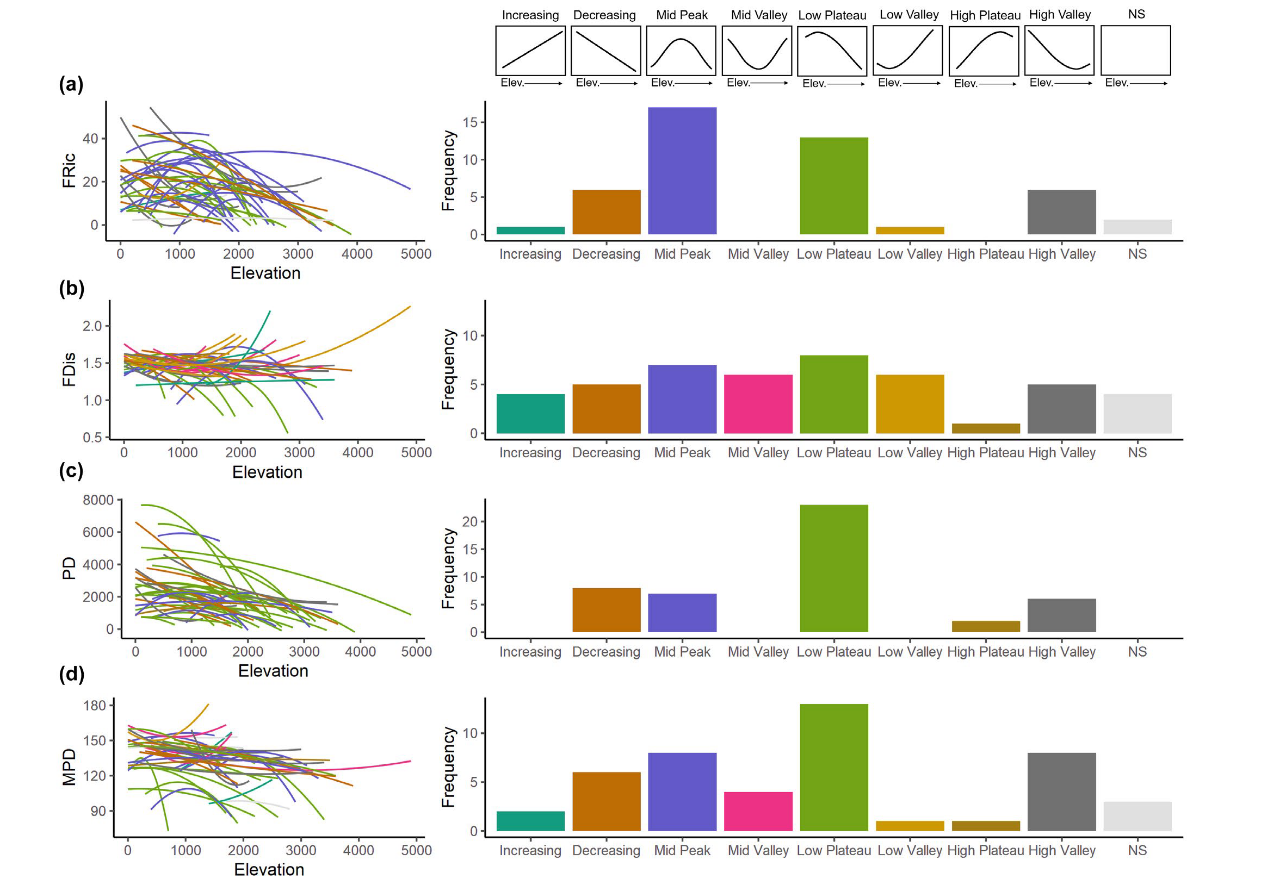 Increasing Decreasing Mid Peak Mid Valley Low Plateau Low Valley High Plateau High Valley NS
Elev. Elev. Elev. Elev. Elev. Elev. Elev. Elev. Elev.
(a)
FRic
40
20
0
0 1000 2000 3000 4000 5000
Elevation
Frequency
15
10
5
0
Increasing Decreasing Mid Peak Mid Valley Low Plateau Low Valley High Plateau High Valley NS
(b)
FDis
2.0
1.5
1.0
0.5
0 1000 2000 3000 4000 5000
Elevation
Frequency
10
5
0
Increasing Decreasing Mid Peak Mid Valley Low Plateau Low Valley High Plateau High Valley NS
(c)
PD
8000
6000
4000
2000
0
0 1000 2000 3000 4000 5000
Elevation
Frequency
20
15
10
5
0
Increasing Decreasing Mid Peak Mid Valley Low Plateau Low Valley High Plateau High Valley NS
(d)
MPD
180
150
120
90
0 1000 2000 3000 4000 5000
Elevation
Frequency
10
5
0
Increasing Decreasing Mid Peak Mid Valley Low Plateau Low Valley High Plateau High Valley NS